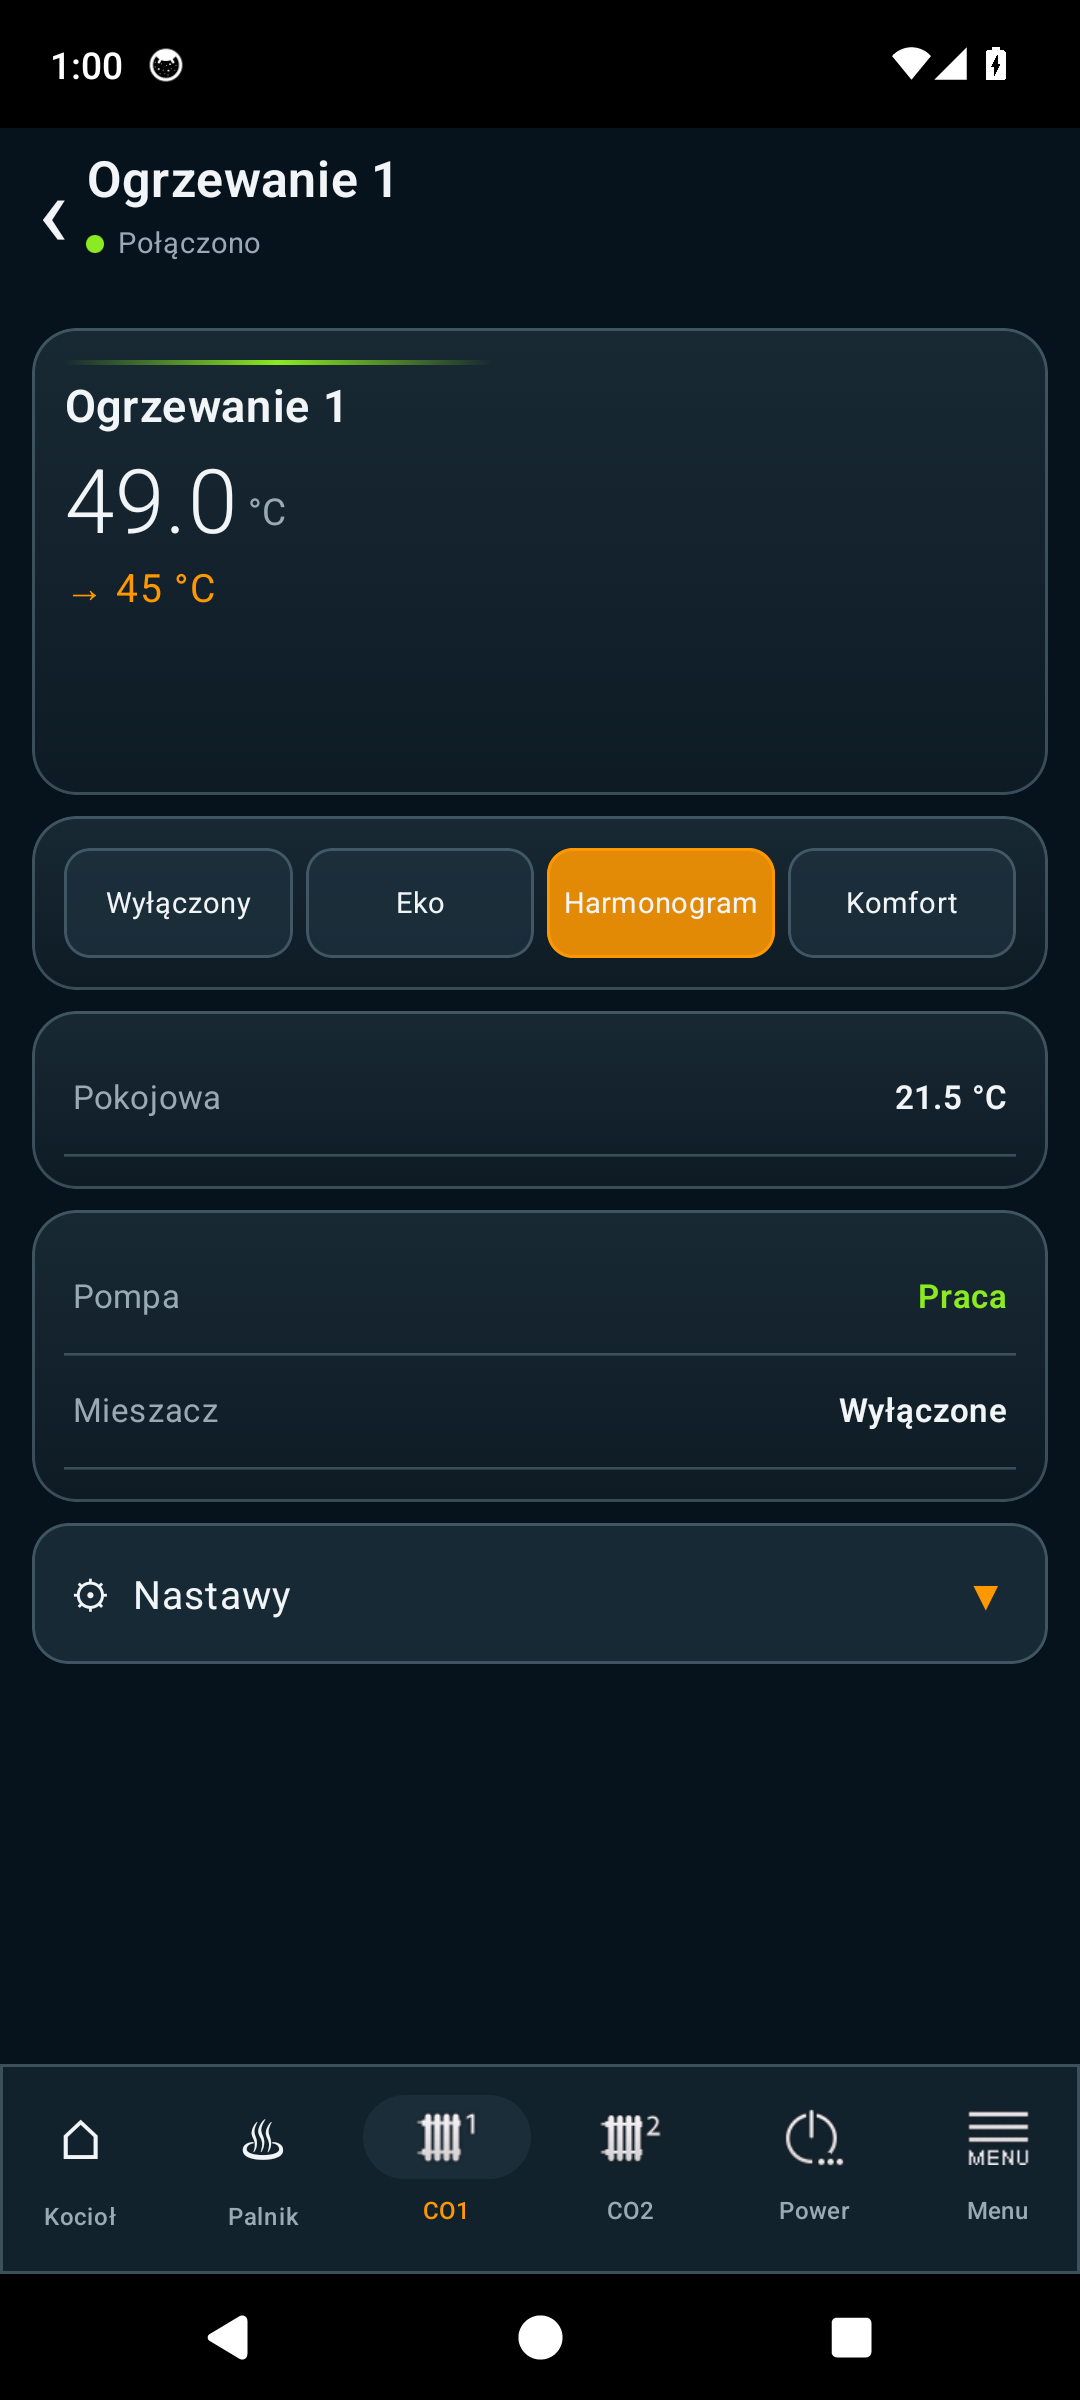 1:00
Ogrzewanie 1
Połączono
Ogrzewanie 1
49.0 °C
→ 45 °C
Wyłączony Eko Harmonogram Komfort
Pokojowa 21.5 °C
Pompa Praca
Mieszacz Wyłączone
Nastawy
1 2 MENU
Kocioł Palnik CO1 CO2 Power Menu